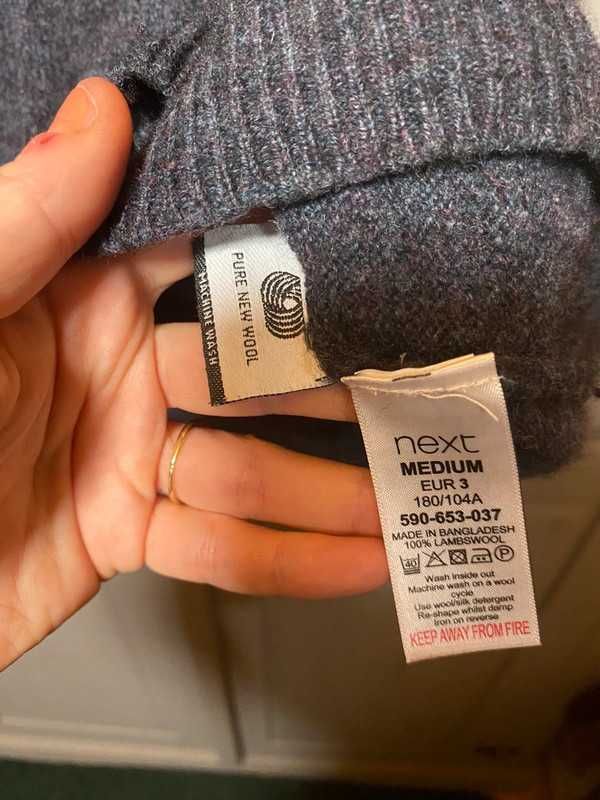 PURE NEW WOOL
MACHINE WASH
next
MEDIUM
EUR 3
180/104A
590-653-037
MADE IN BANGLADESH
100% LAMBSWOOL
40 P
Wash inside out
Machine wash on a wool
cycle
Use wool/silk detergent
Re-shape whilst damp
Iron on reverse
KEEP AWAY FROM FIRE